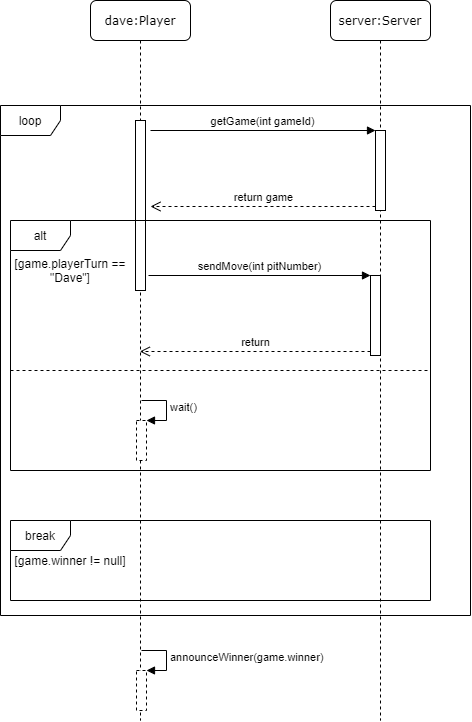 dave:Player
server:Server
loop
getGame(int gameId)
return game
alt
[game.playerTurn ==
"Dave"]
sendMove(int pitNumber)
return
wait()
break
[game.winner != null]
announceWinner(game.winner)